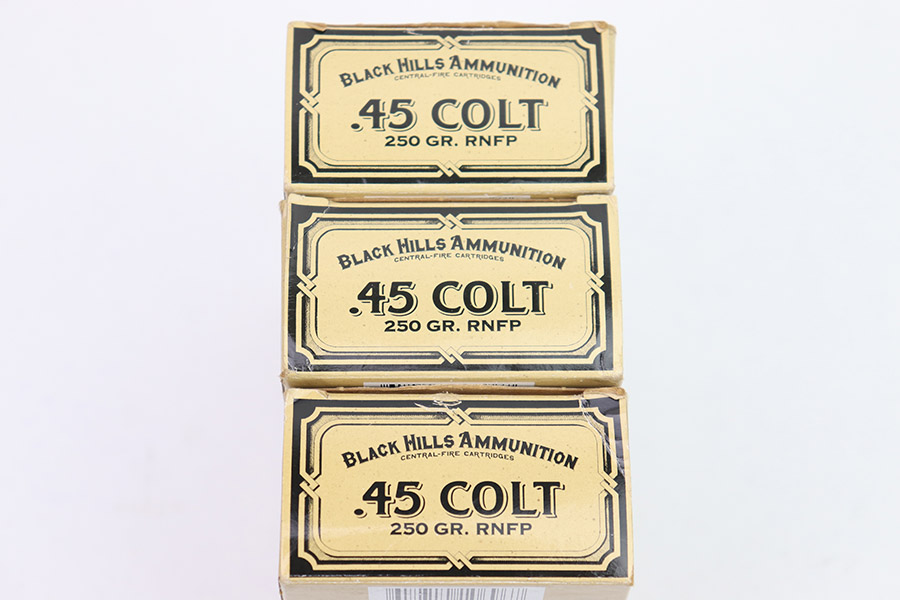 Black Hills Ammunition
CENTRAL-FIRE CARTRIDGES
.45 COLT
250 GR. RNFP
Black Hills Ammunition
CENTRAL-FIRE CARTRIDGES
.45 COLT
250 GR. RNFP
Black Hills Ammunition
CENTRAL-FIRE CARTRIDGES
.45 COLT
250 GR. RNFP